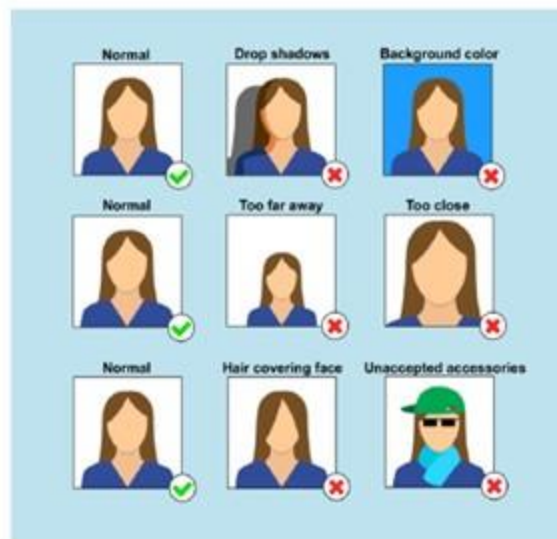 Normal
Drop shadows
Background color
Normal
Too far away
Too close
Normal
Hair covering face
Unaccepted accessories